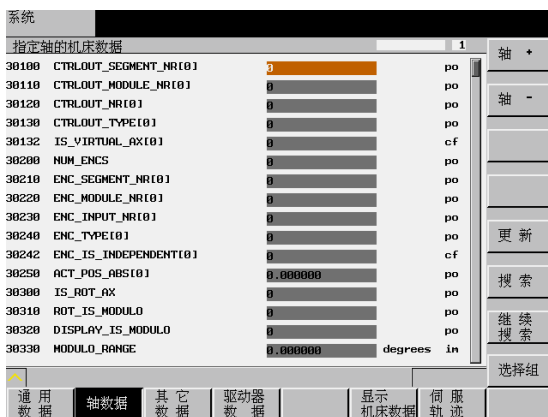 系统
指定轴的机床数据 1
30100 CTRLOUT_SEGMENT_NR[0] 0 po
30110 CTRLOUT_MODULE_NR[0] 0 po
30120 CTRLOUT_NR[0] 0 po
30130 CTRLOUT_TYPE[0] 0 po
30132 IS_VIRTUAL_AX[0] 0 cf
30200 NUM_ENCS 0 po
30210 ENC_SEGMENT_NR[0] 0 po
30220 ENC_MODULE_NR[0] 0 po
30230 ENC_INPUT_NR[0] 0 po
30240 ENC_TYPE[0] 0 po
30242 ENC_IS_INDEPENDENT[0] 0 cf
30250 ACT_POS_ABS[0] 0.000000 po
30300 IS_ROT_AX 0 po
30310 ROT_IS_MODULO 0 po
30320 DISPLAY_IS_MODULO 0 po
30330 MODULO_RANGE 0.000000 degrees im
轴 +
轴 -
更 新
搜 索
继 续
搜 索
选择组
通 用
数 据
轴数据
其 它
数 据
驱动器
数 据
显示
机床数据
伺 服
轨 迹